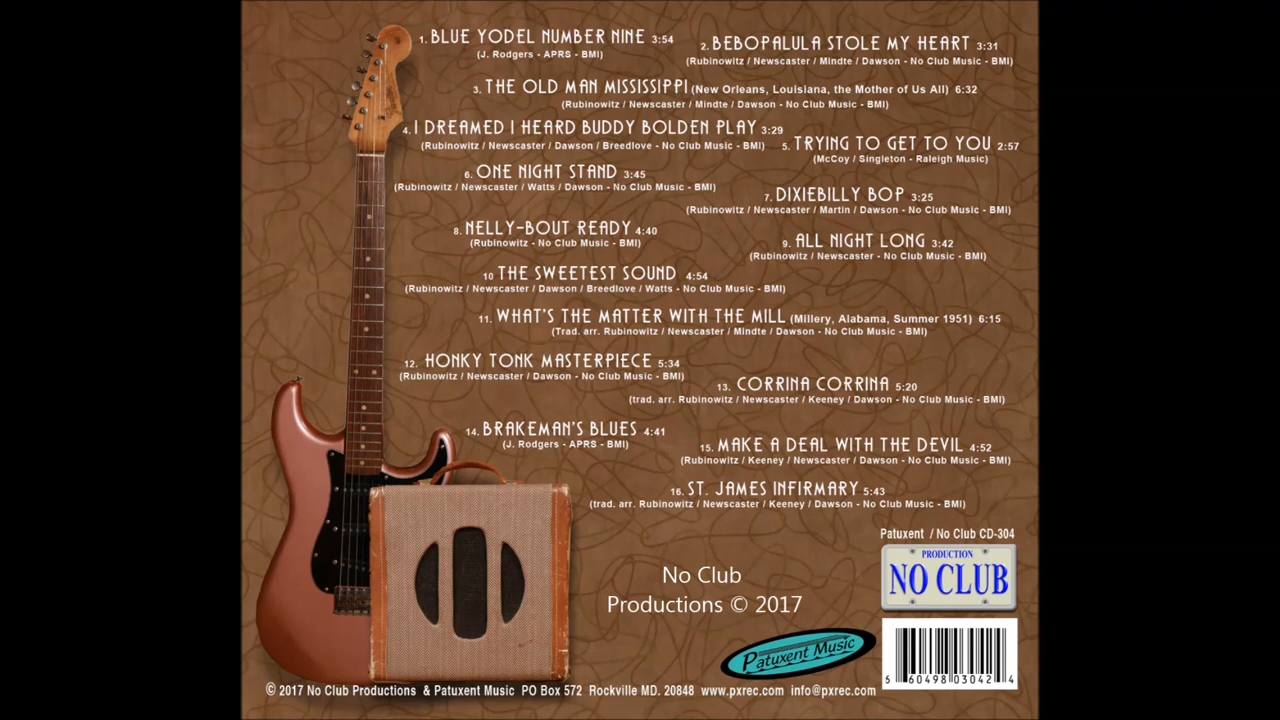 1. BLUE YODEL NUMBER NINE 3:54
(J. Rodgers - APRS - BMI)
2. BEBOPALULA STOLE MY HEART 3:31
(Rubinowitz / Newscaster / Mindte / Dawson - No Club Music - BMI)
3. THE OLD MAN MISSISSIPPI (New Orleans, Louisiana, the Mother of Us All) 6:32
(Rubinowitz / Newscaster / Mindte / Dawson - No Club Music - BMI)
4. I DREAMED I HEARD BUDDY BOLDEN PLAY 3:29
(Rubinowitz / Newscaster / Dawson / Breedlove - No Club Music - BMI)
5. TRYING TO GET TO YOU 2:57
(McCoy / Singleton - Raleigh Music)
6. ONE NIGHT STAND 3:45
(Rubinowitz / Newscaster / Watts / Dawson - No Club Music - BMI)
7. DIXIEBILLY BOP 3:25
(Rubinowitz / Newscaster / Martin / Dawson - No Club Music - BMI)
8. NELLY-BOUT READY 4:40
(Rubinowitz - No Club Music - BMI)
9. ALL NIGHT LONG 3:42
(Rubinowitz / Newscaster - No Club Music - BMI)
10 THE SWEETEST SOUND 4:54
(Rubinowitz / Newscaster / Dawson / Breedlove / Watts - No Club Music - BMI)
11. WHAT'S THE MATTER WITH THE MILL (Millery, Alabama, Summer 1951) 6:15
(Trad. arr. Rubinowitz / Newscaster / Mindte / Dawson - No Club Music - BMI)
12. HONKY TONK MASTERPIECE 5:34
(Rubinowitz / Newscaster / Dawson - No Club Music - BMI)
13. CORRINA CORRINA 5:20
(trad. arr. Rubinowitz / Newscaster / Keeney / Dawson - No Club Music - BMI)
14. BRAKEMAN'S BLUES 4:41
(J. Rodgers - APRS - BMI)
15. MAKE A DEAL WITH THE DEVIL 4:52
(Rubinowitz / Keeney / Newscaster / Dawson - No Club Music - BMI)
16. ST. JAMES INFIRMARY 5:43
(trad. arr. Rubinowitz / Newscaster / Keeney / Dawson - No Club Music - BMI)
Patuxent / No Club CD-304
PRODUCTION
NO CLUB
No Club
Productions © 2017
Patuxent Music
6 60498 03042 4
© 2017 No Club Productions & Patuxent Music PO Box 572 Rockville MD. 20848 www.pxrec.com info@pxrec.com